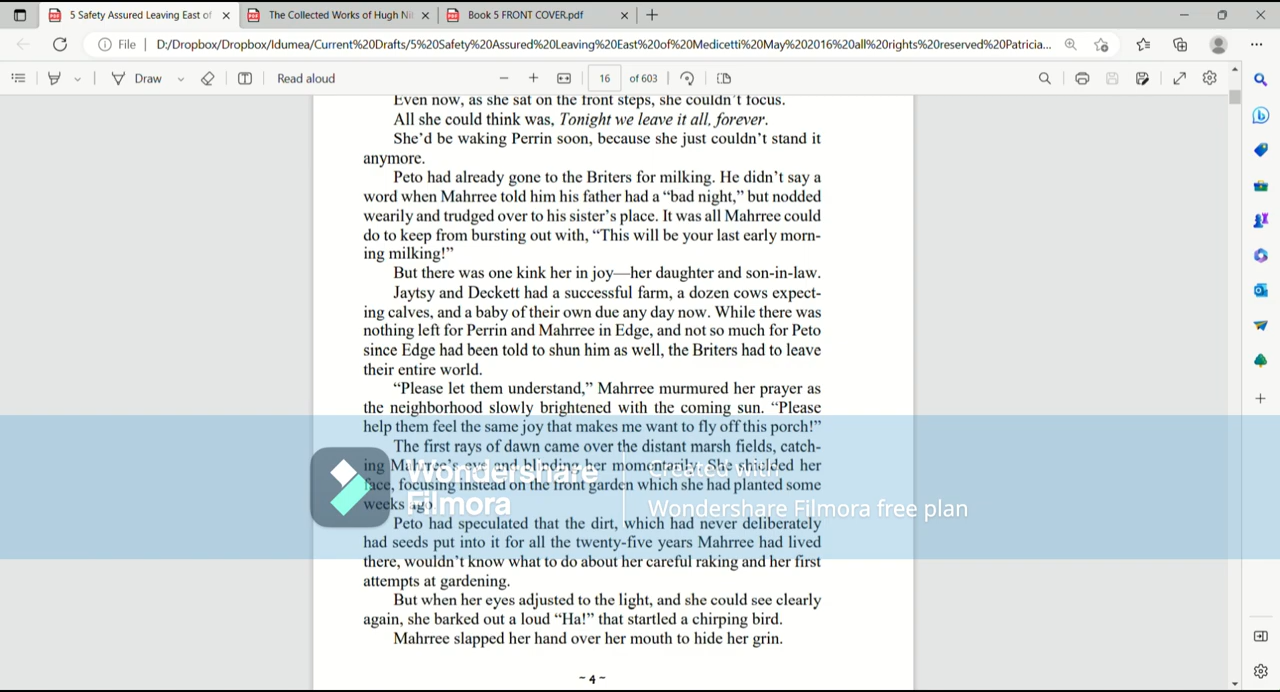 5 Safety Assured Leaving East of
The Collected Works of Hugh Ni
Book 5 FRONT COVER.pdf
File
D:/Dropbox/Dropbox/Idumea/Current%20Drafts/5%20Safety%20Assured%20Leaving%20East%20of%20Medicetti%20May%202016%20all%20rights%20reserved%20Patricia...
Draw
Read aloud
16 of 603
Even now, as she sat on the front steps, she couldn't focus.
All she could think was, Tonight we leave it all, forever.
She'd be waking Perrin soon, because she just couldn't stand it
anymore.
Peto had already gone to the Briters for milking. He didn't say a
word when Mahrree told him his father had a “bad night,” but nodded
wearily and trudged over to his sister's place. It was all Mahrree could
do to keep from bursting out with, “This will be your last early morn-
ing milking!”
But there was one kink her in joy—her daughter and son-in-law.
Jaytsy and Deckett had a successful farm, a dozen cows expect-
ing calves, and a baby of their own due any day now. While there was
nothing left for Perrin and Mahrree in Edge, and not so much for Peto
since Edge had been told to shun him as well, the Briters had to leave
their entire world.
“Please let them understand,” Mahrree murmured her prayer as
the neighborhood slowly brightened with the coming sun. “Please
help them feel the same joy that makes me want to fly off this porch!”
The first rays of dawn came over the distant marsh fields, catch-
ing Mahrree's eye and blinding her momentarily. She shielded her
face, focusing instead on the front garden which she had planted some
weeks ago.
Wondershare
Filmora
Created with
Wondershare Filmora free plan
Peto had speculated that the dirt, which had never deliberately
had seeds put into it for all the twenty-five years Mahrree had lived
there, wouldn't know what to do about her careful raking and her first
attempts at gardening.
But when her eyes adjusted to the light, and she could see clearly
again, she barked out a loud “Ha!” that startled a chirping bird.
Mahrree slapped her hand over her mouth to hide her grin.
~ 4 ~